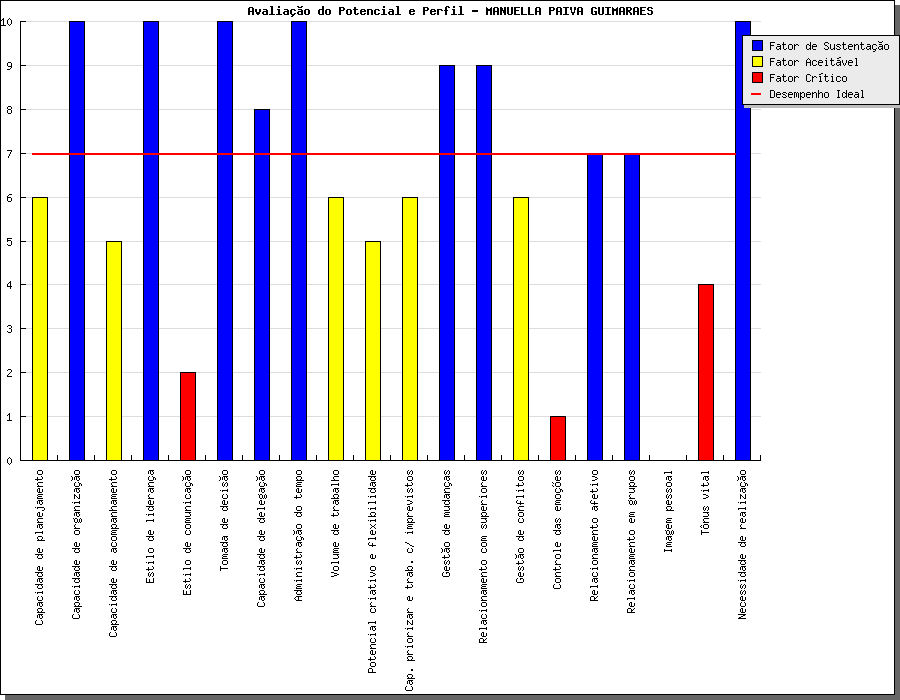 Avaliação do Potencial e Perfil - MANUELLA PAIVA GUIMARAES
Fator de Sustentação
Fator Aceitável
Fator Crítico
Desempenho Ideal
10
9
8
7
6
5
4
3
2
1
0
Capacidade de planejamento
Capacidade de organização
Capacidade de acompanhamento
Estilo de liderança
Estilo de comunicação
Tomada de decisão
Capacidade de delegação
Administração do tempo
Volume de trabalho
Potencial criativo e flexibilidade
Cap. priorizar e trab. c/ imprevistos
Gestão de mudanças
Relacionamento com superiores
Gestão de conflitos
Controle das emoções
Relacionamento afetivo
Relacionamento em grupos
Imagem pessoal
Tônus vital
Necessidade de realização